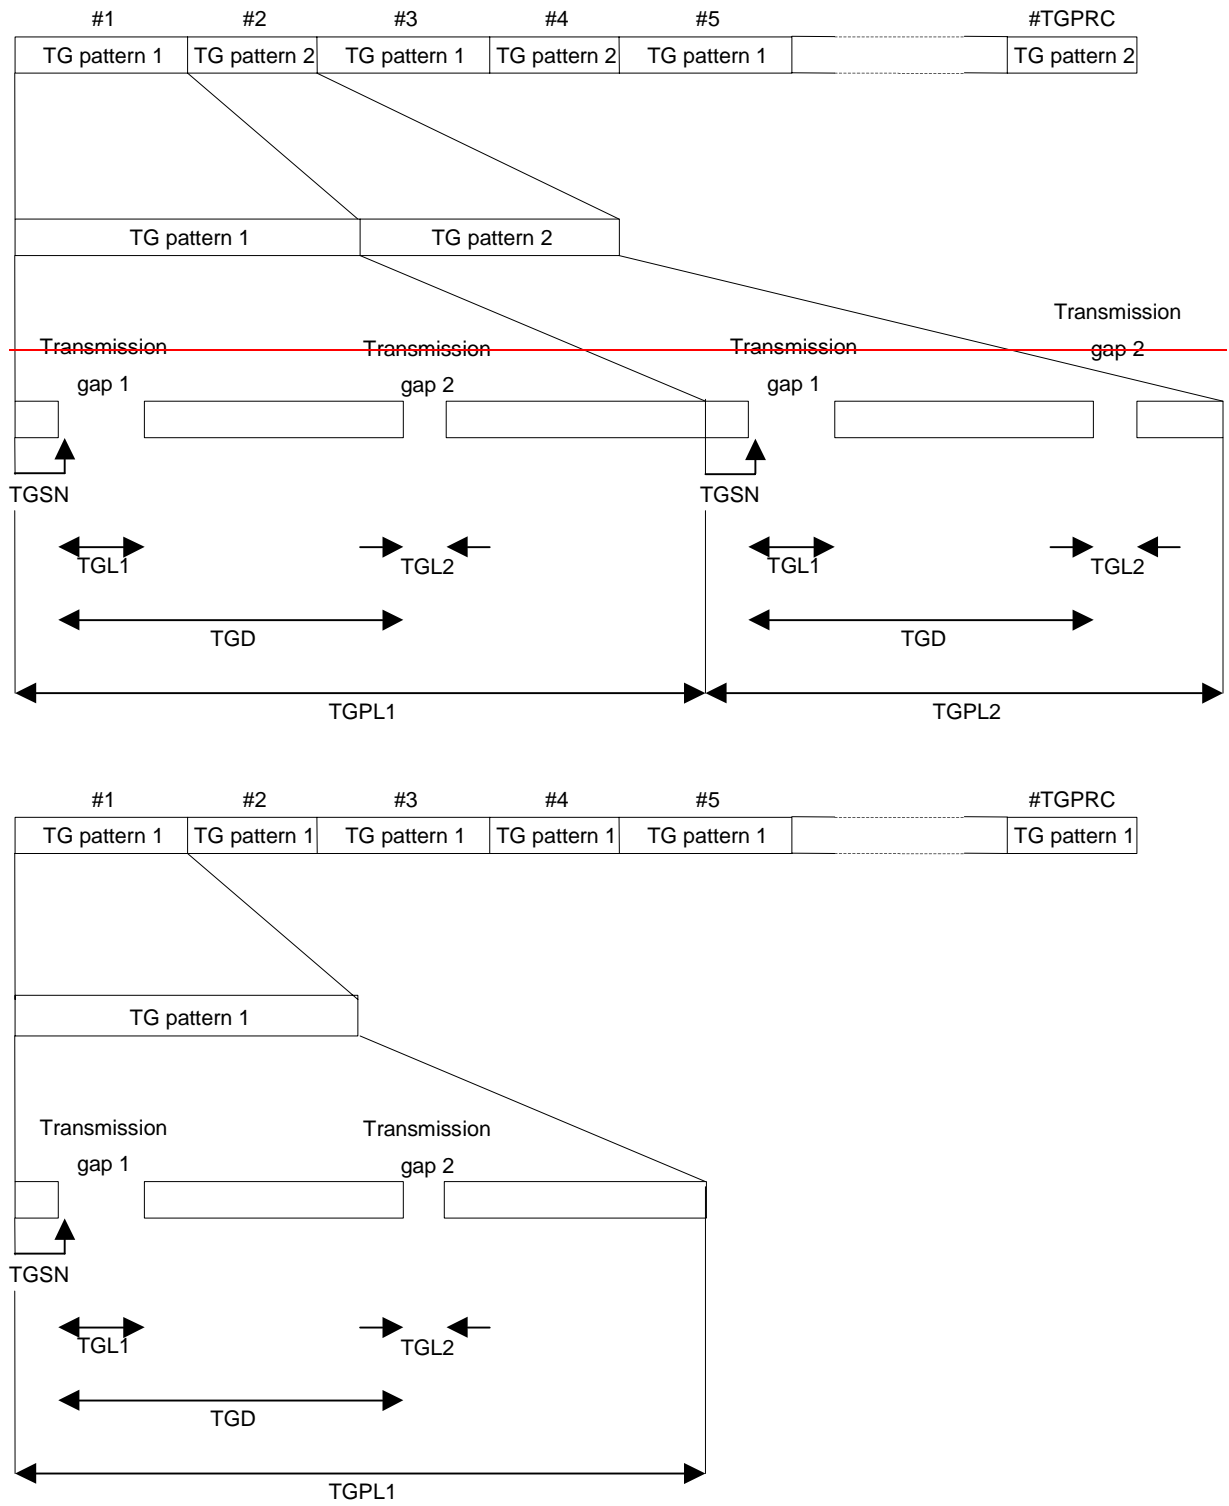 #1 #2 #3 #4 #5 #TGPRC
TG pattern 1 TG pattern 2 TG pattern 1 TG pattern 2 TG pattern 1 TG pattern 2
TG pattern 1 TG pattern 2
Transmission
Transmission Transmission Transmission gap 2
gap 1 gap 2 gap 1
TGSN TGSN
TGL1 TGL2 TGL1 TGL2
TGD TGD
TGPL1 TGPL2
#1 #2 #3 #4 #5 #TGPRC
TG pattern 1 TG pattern 1 TG pattern 1 TG pattern 1 TG pattern 1 TG pattern 1
TG pattern 1
Transmission Transmission
gap 1 gap 2
TGSN
TGL1 TGL2
TGD
TGPL1